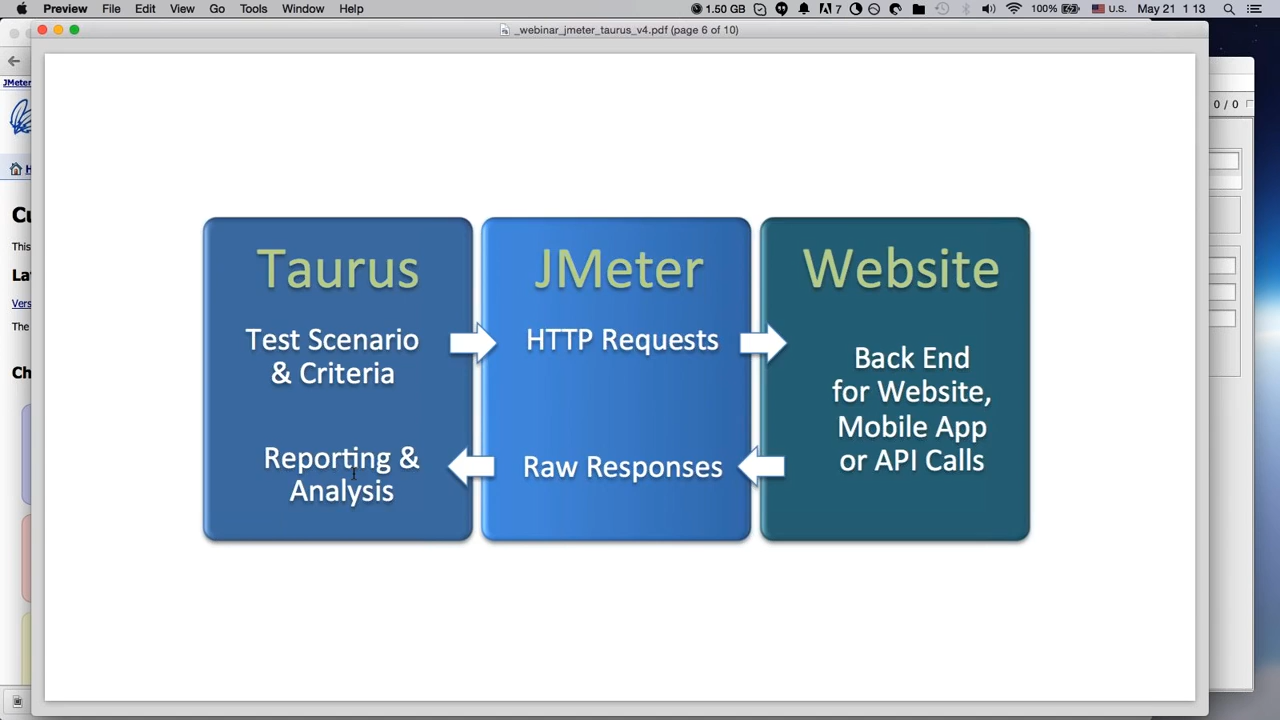 Preview File Edit View Go Tools Window Help 1.50 GB 7 100% U.S. May 21 1 13
_webinar_jmeter_taurus_v4.pdf (page 6 of 10)
JMeter
0 / 0
H
Cu
This
La
Vers
The
Ch
Taurus
Test Scenario
& Criteria
Reporting &
Analysis
JMeter
HTTP Requests
Raw Responses
Website
Back End
for Website,
Mobile App
or API Calls